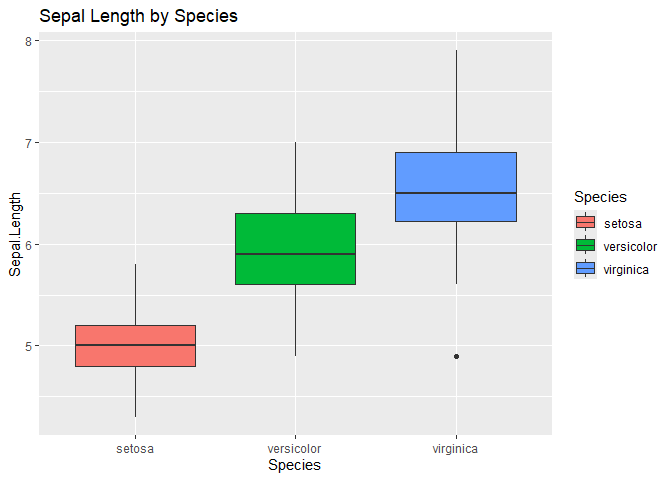 Sepal Length by Species
8
7
6
5
Sepal.Length
setosa
versicolor
virginica
Species
Species
setosa
versicolor
virginica